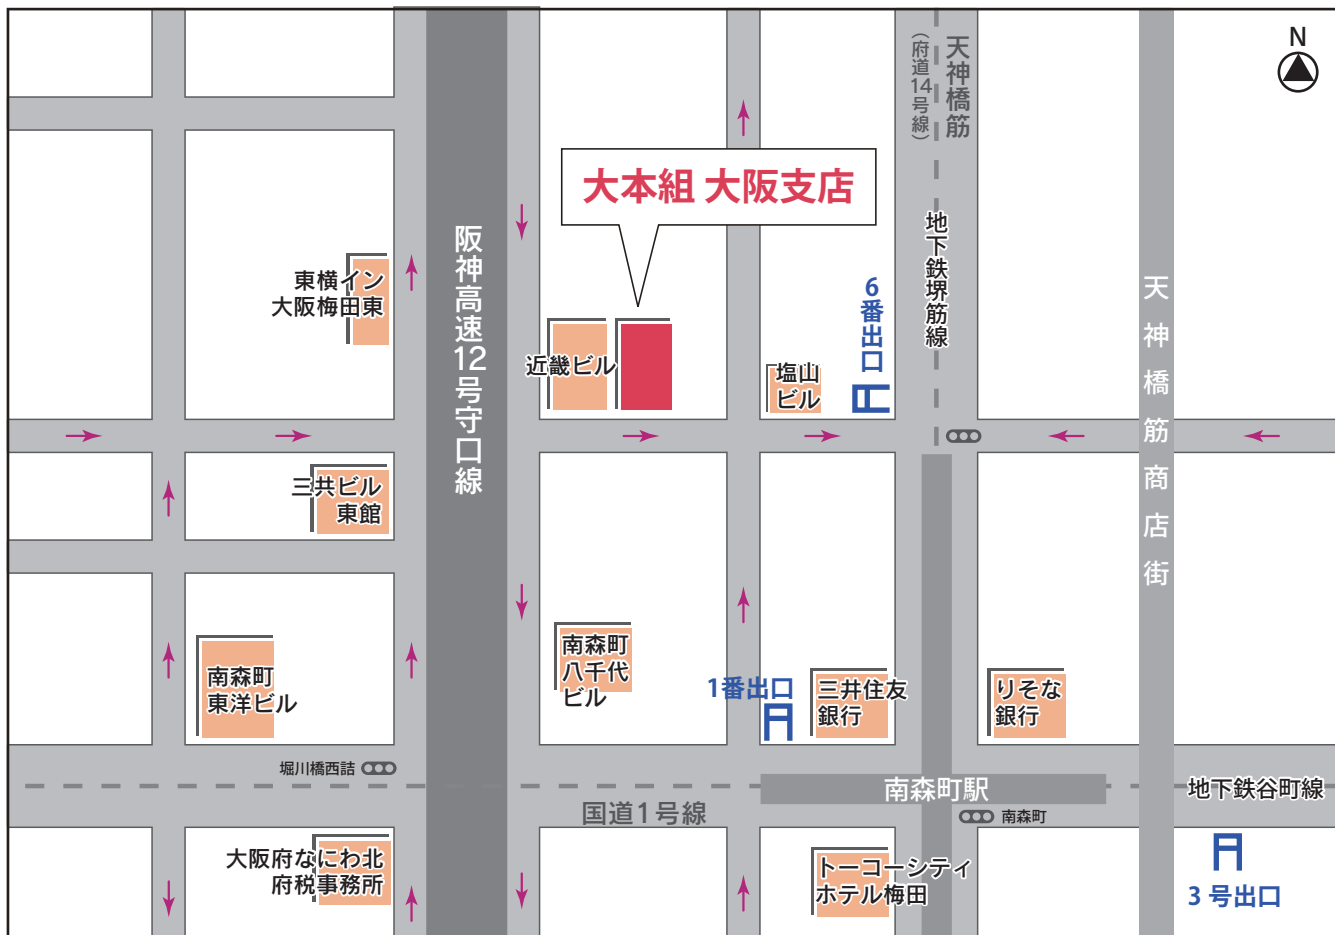 N
天神橋筋
（府道14号線）
大本組 大阪支店
阪神高速12号守口線
地下鉄堺筋線
東横イン
大阪梅田東
6番出口
天神橋筋商店街
近畿ビル
塩山
ビル
三共ビル
東館
南森町
東洋ビル
南森町
八千代
ビル
1番出口
三井住友
銀行
りそな
銀行
堀川橋西詰
南森町駅
地下鉄谷町線
国道1号線
南森町
大阪府なにわ北
府税事務所
トーコーシティ
ホテル梅田
3号出口